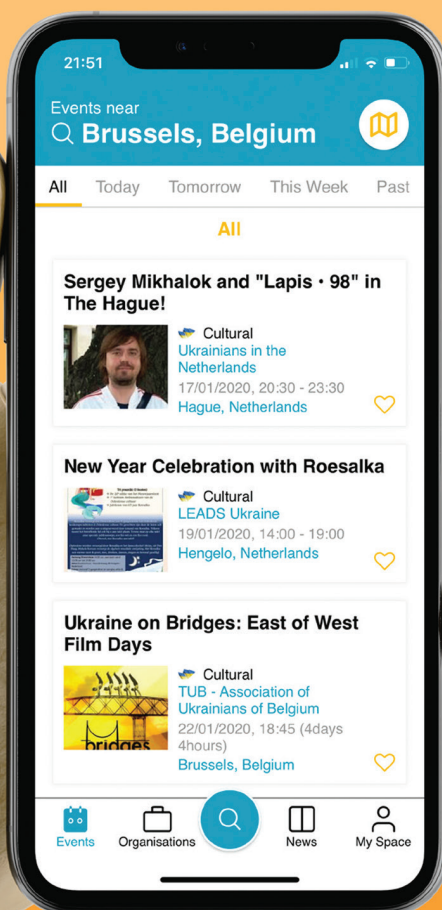 21:51
Events near
Brussels, Belgium
All Today Tomorrow This Week Past
All
Sergey Mikhalok and "Lapis • 98" in
The Hague!
Cultural
Ukrainians in the
Netherlands
17/01/2020, 20:30 - 23:30
Hague, Netherlands
New Year Celebration with Roesalka
Cultural
LEADS Ukraine
19/01/2020, 14:00 - 19:00
Hengelo, Netherlands
Ukraine on Bridges: East of West
Film Days
bridges
Cultural
TUB - Association of
Ukrainians of Belgium
22/01/2020, 18:45 (4days
4hours)
Brussels, Belgium
Events Organisations News My Space